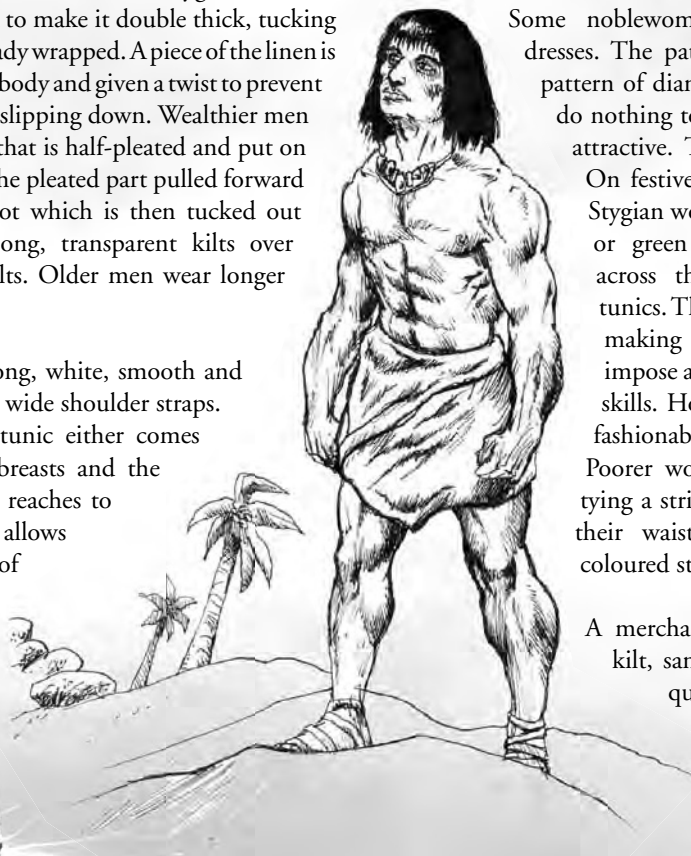 to make it double thick, tucking
ady wrapped. A piece of the linen is
body and given a twist to prevent
slipping down. Wealthier men
that is half-pleated and put on
he pleated part pulled forward
ot which is then tucked out
ong, transparent kilts over
lts. Older men wear longer
ong, white, smooth and
wide shoulder straps.
tunic either comes
breasts and the
reaches to
allows
of
Some noblewom
dresses. The pat
pattern of diam
do nothing to
attractive. T
On festive
Stygian wo
or green
across th
tunics. Th
making
impose a
skills. Ho
fashionab
Poorer wo
tying a stri
their waist
coloured st
A mercha
kilt, san
qu